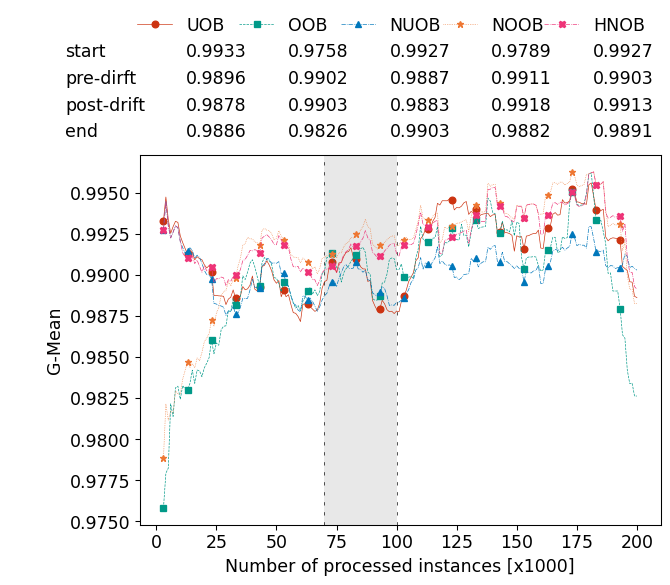 UOB OOB NUOB NOOB HNOB
start 0.9933 0.9758 0.9927 0.9789 0.9927
pre-dirft 0.9896 0.9902 0.9887 0.9911 0.9903
post-drift 0.9878 0.9903 0.9883 0.9918 0.9913
end 0.9886 0.9826 0.9903 0.9882 0.9891
0.9950
0.9925
0.9900
0.9875
0.9850
0.9825
0.9800
0.9775
0.9750
G-Mean
0 25 50 75 100 125 150 175 200
Number of processed instances [x1000]